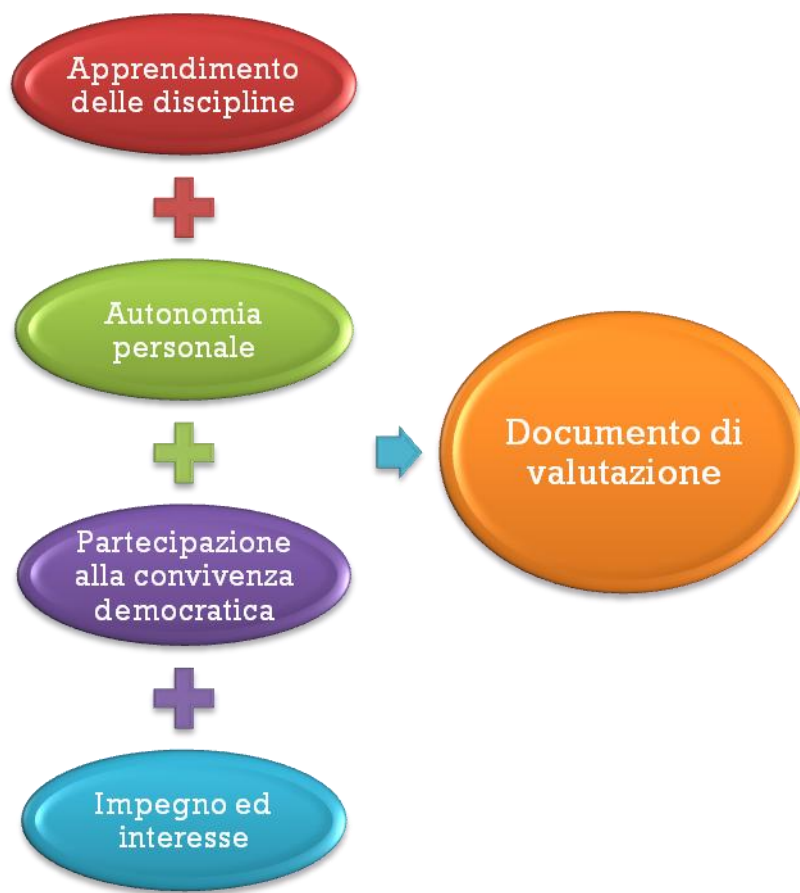 Apprendimento
delle discipline
Autonomia
personale
Partecipazione
alla convivenza
democratica
Impegno ed
interesse
Documento di
valutazione